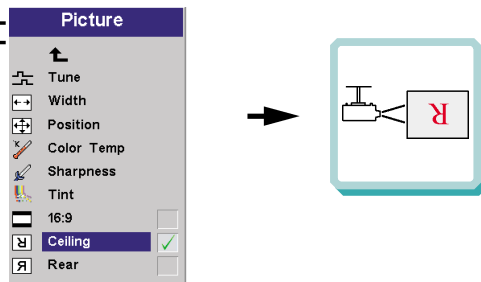 Picture
Tune
Width
Position
Color Temp
Sharpness
Tint
16:9
Ceiling
Rear
R